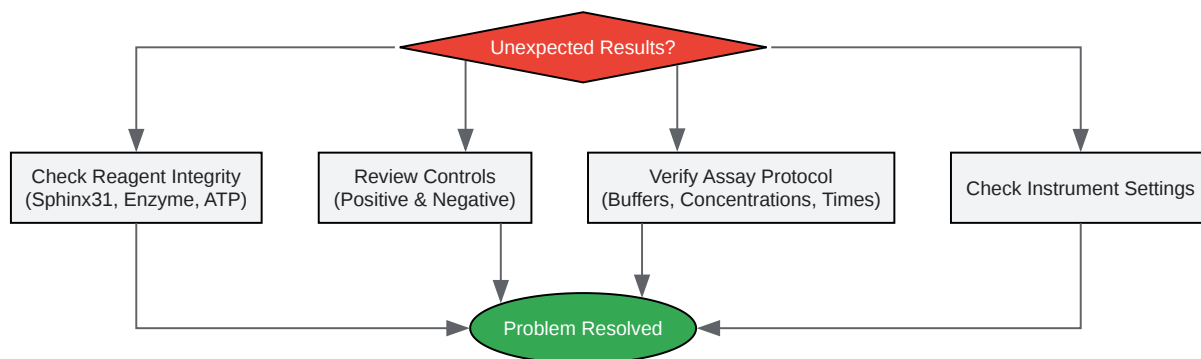 Unexpected Results?
Check Reagent Integrity
(Sphinx31, Enzyme, ATP)
Review Controls
(Positive & Negative)
Verify Assay Protocol
(Buffers, Concentrations, Times)
Check Instrument Settings
Problem Resolved